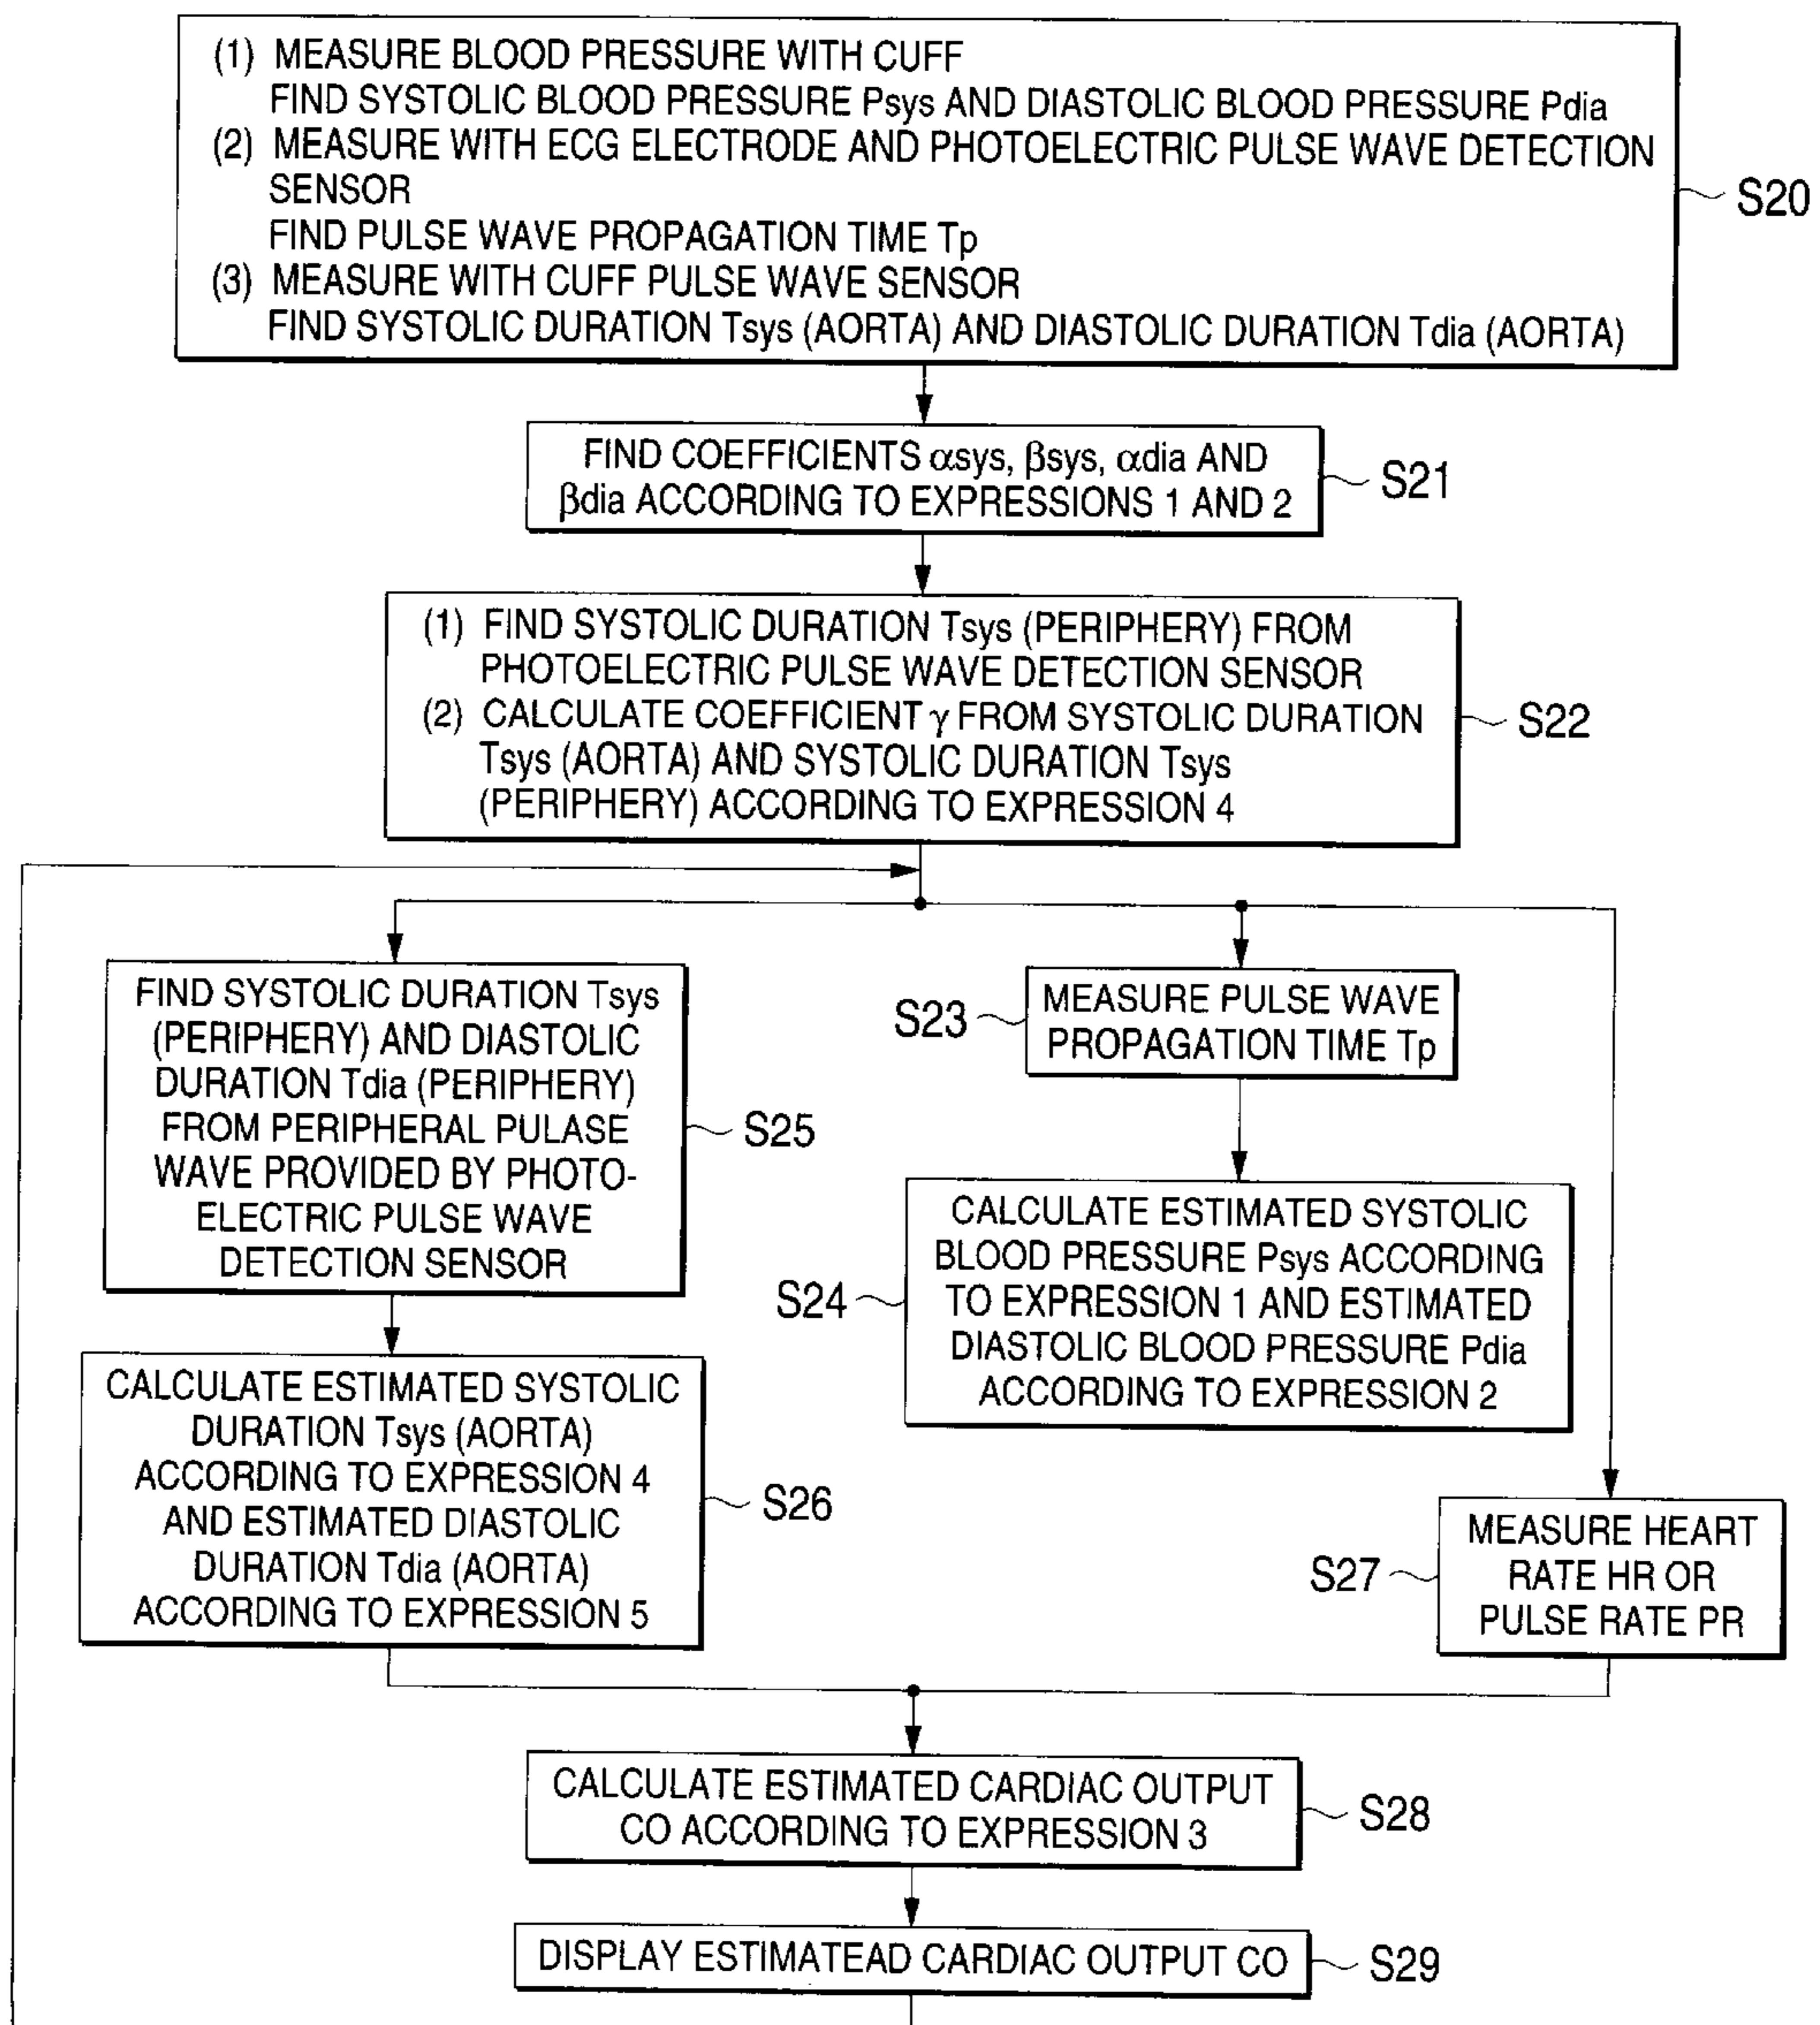 (1) MEASURE BLOOD PRESSURE WITH CUFF
FIND SYSTOLIC BLOOD PRESSURE Psys AND DIASTOLIC BLOOD PRESSURE Pdia
(2) MEASURE WITH ECG ELECTRODE AND PHOTOELECTRIC PULSE WAVE DETECTION
SENSOR
FIND PULSE WAVE PROPAGATION TIME Tp
(3) MEASURE WITH CUFF PULSE WAVE SENSOR
FIND SYSTOLIC DURATION Tsys (AORTA) AND DIASTOLIC DURATION Tdia (AORTA)
S20
FIND COEFFICIENTS αsys, βsys, αdia AND
βdia ACCORDING TO EXPRESSIONS 1 AND 2
S21
(1) FIND SYSTOLIC DURATION Tsys (PERIPHERY) FROM
PHOTOELECTRIC PULSE WAVE DETECTION SENSOR
(2) CALCULATE COEFFICIENT γ FROM SYSTOLIC DURATION
Tsys (AORTA) AND SYSTOLIC DURATION Tsys
(PERIPHERY) ACCORDING TO EXPRESSION 4
S22
FIND SYSTOLIC DURATION Tsys
(PERIPHERY) AND DIASTOLIC
DURATION Tdia (PERIPHERY)
FROM PERIPHERAL PULASE
WAVE PROVIDED BY PHOTO-
ELECTRIC PULSE WAVE
DETECTION SENSOR
S25
S23
MEASURE PULSE WAVE
PROPAGATION TIME Tp
S24
CALCULATE ESTIMATED SYSTOLIC
BLOOD PRESSURE Psys ACCORDING
TO EXPRESSION 1 AND ESTIMATED
DIASTOLIC BLOOD PRESSURE Pdia
ACCORDING TO EXPRESSION 2
CALCULATE ESTIMATED SYSTOLIC
DURATION Tsys (AORTA)
ACCORDING TO EXPRESSION 4
AND ESTIMATED DIASTOLIC
DURATION Tdia (AORTA)
ACCORDING TO EXPRESSION 5
S26
S27
MEASURE HEART
RATE HR OR
PULSE RATE PR
CALCULATE ESTIMATED CARDIAC OUTPUT
CO ACCORDING TO EXPRESSION 3
S28
DISPLAY ESTIMATEAD CARDIAC OUTPUT CO
S29